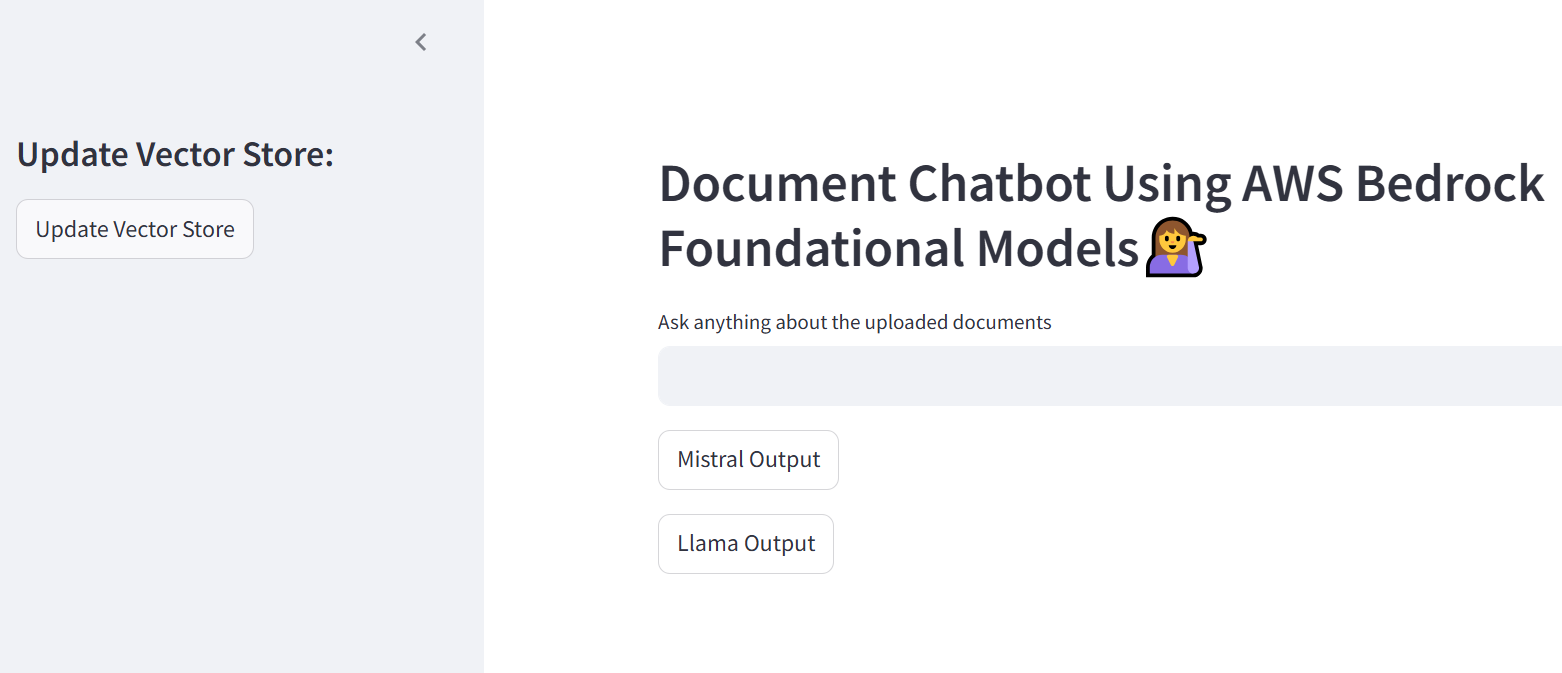 Update Vector Store:
Update Vector Store
Document Chatbot Using AWS Bedrock
Foundational Models💁‍♀️
Ask anything about the uploaded documents
Mistral Output
Llama Output